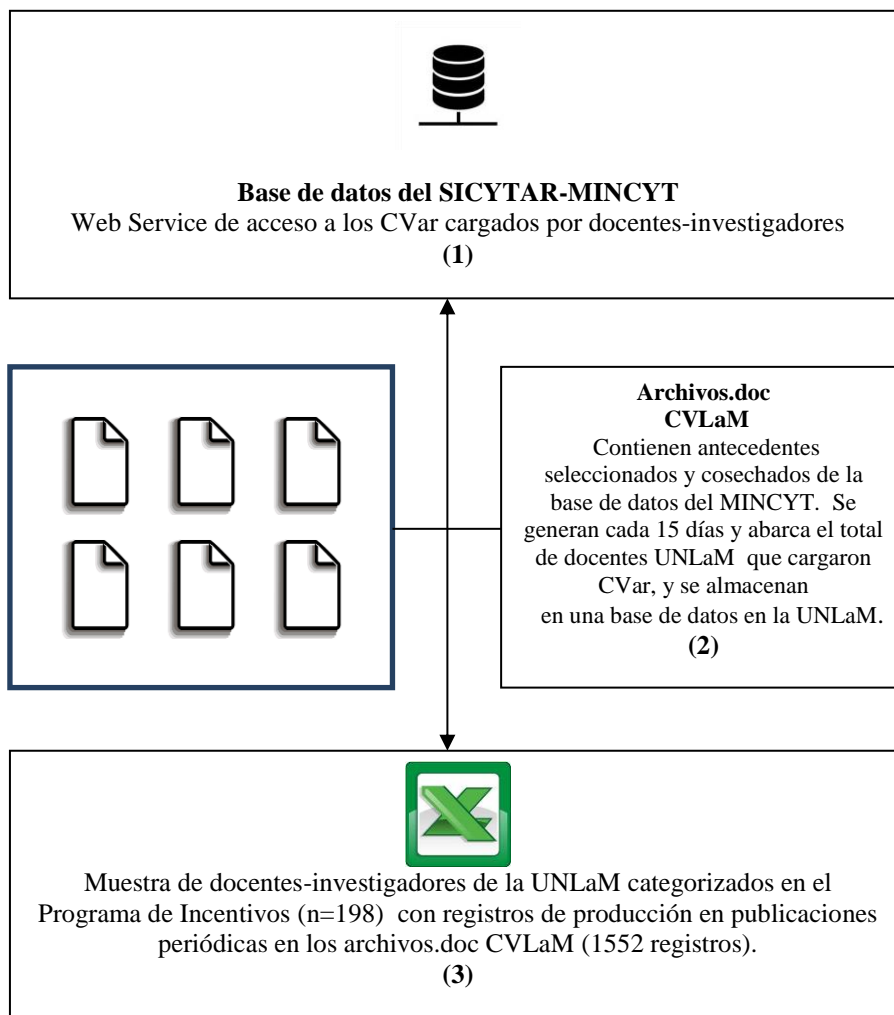 Base de datos del SICYTAR-MINCYT
Web Service de acceso a los CVar cargados por docentes-investigadores
(1)
Archivos.doc
CVLaM
Contienen antecedentes
seleccionados y cosechados de la
base de datos del MINCYT. Se
generan cada 15 días y abarca el total
de docentes UNLaM que cargaron
CVar, y se almacenan
en una base de datos en la UNLaM.
(2)
Muestra de docentes-investigadores de la UNLaM categorizados en el
Programa de Incentivos (n=198) con registros de producción en publicaciones
periódicas en los archivos.doc CVLaM (1552 registros).
(3)